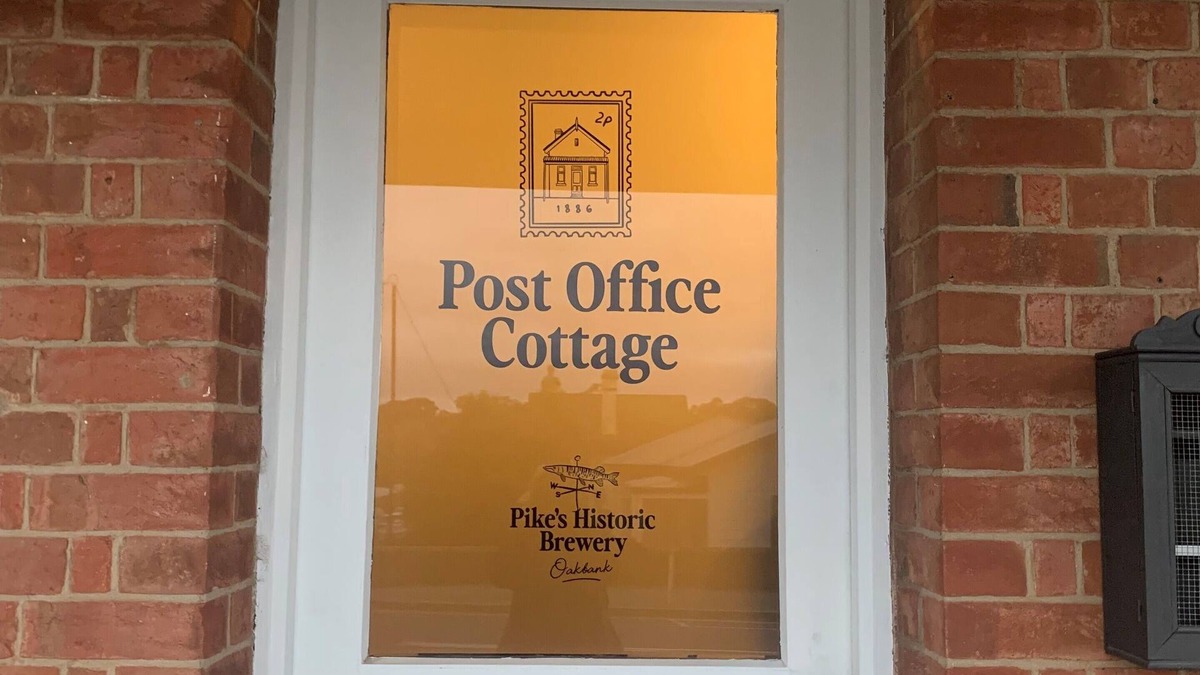 2P
1886
Post Office
Cottage
W N
S E
Pike's Historic
Brewery
Oakbank